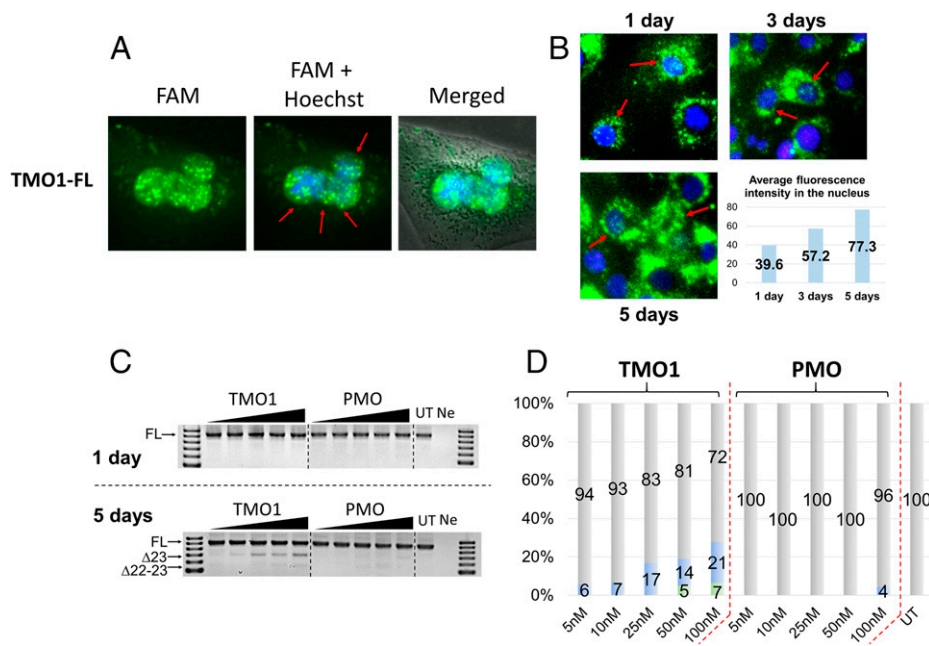 A
FAM
FAM +
Hoechst
Merged
TMO1-FL
B
1 day
3 days
5 days
Average fluorescence
intensity in the nucleus
80
60
40
20
0
39.6
57.2
77.3
1 day
3 days
5 days
C
TMO1
PMO
UT Ne
FL
1 day
5 days
TMO1
PMO
UT Ne
FL
Δ23
Δ22-23
D
TMO1
PMO
100%
80%
60%
40%
20%
0%
94
93
83
81
72
100
100
100
100
96
100
6
7
17
14
5
21
7
4
5nM
10nM
25nM
50nM
100nM
5nM
10nM
25nM
50nM
100nM
UT